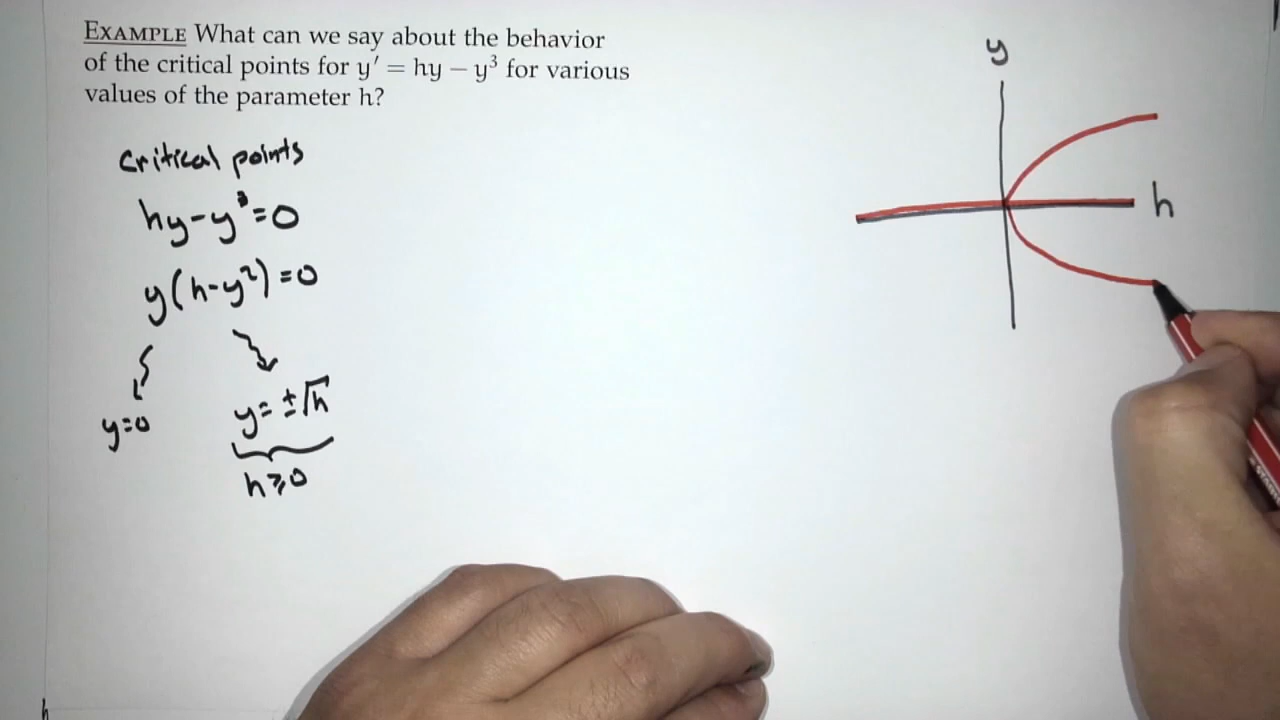 EXAMPLE What can we say about the behavior
of the critical points for y′ = hy − y³ for various
values of the parameter h?
critical points
hy-y³=0
y(h-y²)=0
y=0
y=±√h
h≥0
y
h
h